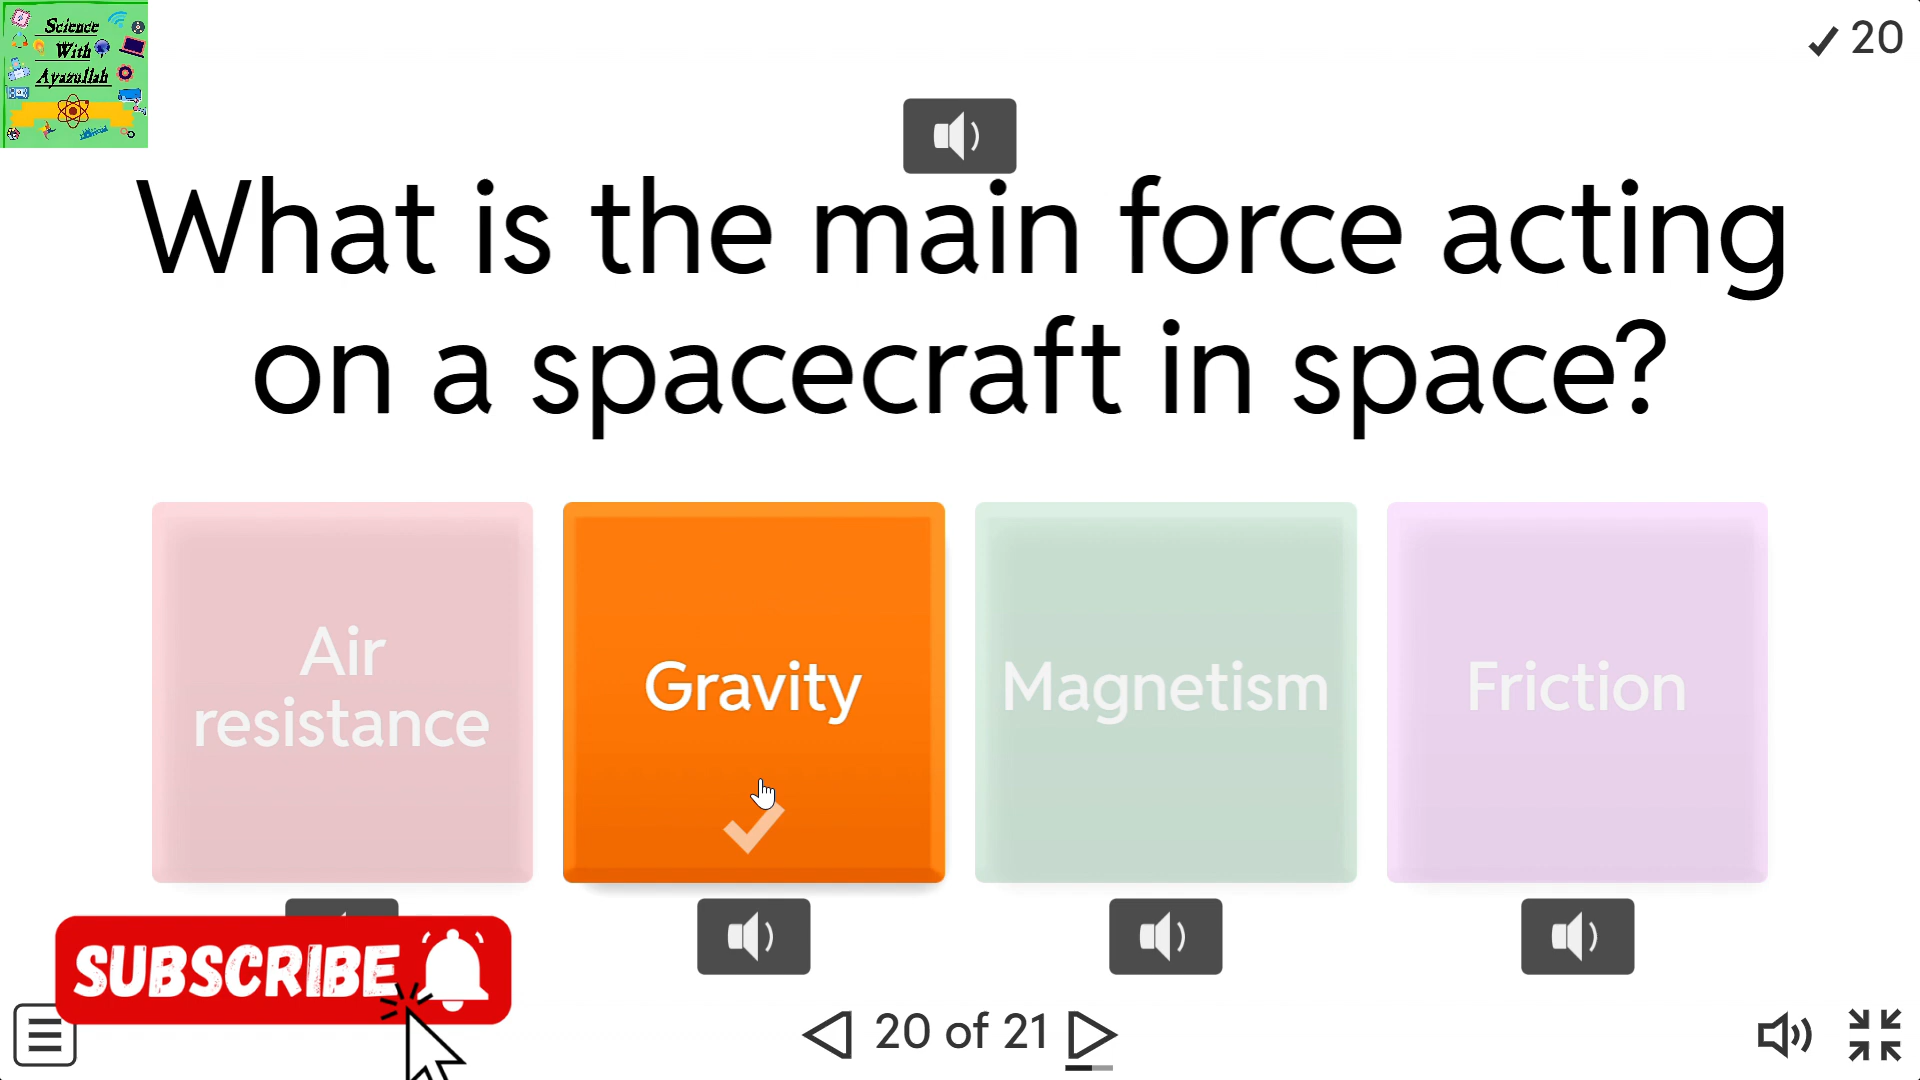 Science
With
Ayazullah
20
What is the main force acting
on a spacecraft in space?
Air
resistance
Gravity
Magnetism
Friction
SUBSCRIBE
20 of 21